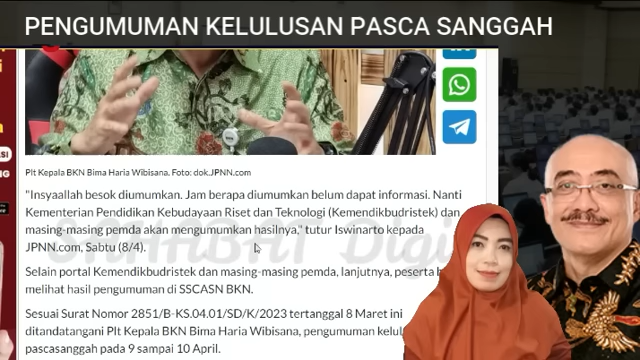 PENGUMUMAN KELULUSAN PASCA SANGGAH
Plt Kepala BKN Bima Haria Wibisana. Foto: dok.JPNN.com
"Insyaallah besok diumumkan. Jam berapa diumumkan belum dapat informasi. Nanti
Kementerian Pendidikan Kebudayaan Riset dan Teknologi (Kemendikbudristek) dan
masing-masing pemda akan mengumumkan hasilnya," tutur Iswinarto kepada
JPNN.com, Sabtu (8/4).
Selain portal Kemendikbudristek dan masing-masing pemda, lanjutnya, peserta
melihat hasil pengumuman di SSCASN BKN.
Sesuai Surat Nomor 2851/B-KS.04.01/SD/K/2023 tertanggal 8 Maret ini
ditandatangani Plt Kepala BKN Bima Haria Wibisana, pengumuman kelul
pascasanggah pada 9 sampai 10 April.